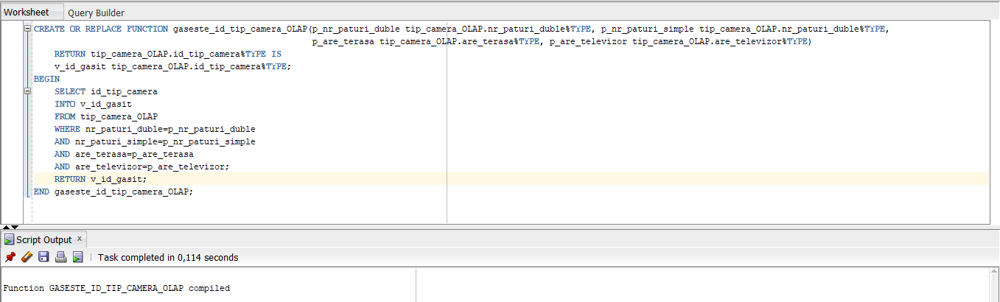 Worksheet Query Builder
CREATE OR REPLACE FUNCTION gaseste_id_tip_camera_OLAP(p_nr_paturi_duble tip_camera_OLAP.nr_paturi_duble%TYPE, p_nr_paturi_simple tip_camera_OLAP.nr_paturi_duble%TYPE,
p_are_terasa tip_camera_OLAP.are_terasa%TYPE, p_are_televizor tip_camera_OLAP.are_televizor%TYPE)
RETURN tip_camera_OLAP.id_tip_camera%TYPE IS
v_id_gasit tip_camera_OLAP.id_tip_camera%TYPE;
BEGIN
SELECT id_tip_camera
INTO v_id_gasit
FROM tip_camera_OLAP
WHERE nr_paturi_duble=p_nr_paturi_duble
AND nr_paturi_simple=p_nr_paturi_simple
AND are_terasa=p_are_terasa
AND are_televizor=p_are_televizor;
RETURN v_id_gasit;
END gaseste_id_tip_camera_OLAP;
Script Output x
Task completed in 0,114 seconds
Function GASESTE_ID_TIP_CAMERA_OLAP compiled